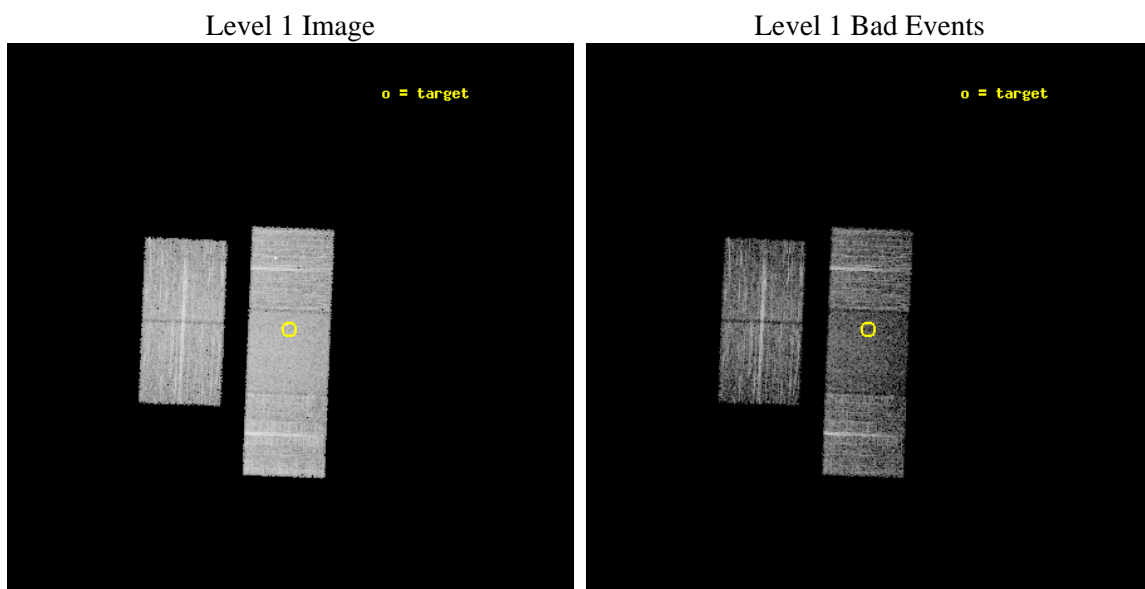 Level 1 Image
Level 1 Bad Events
o = target
o = target